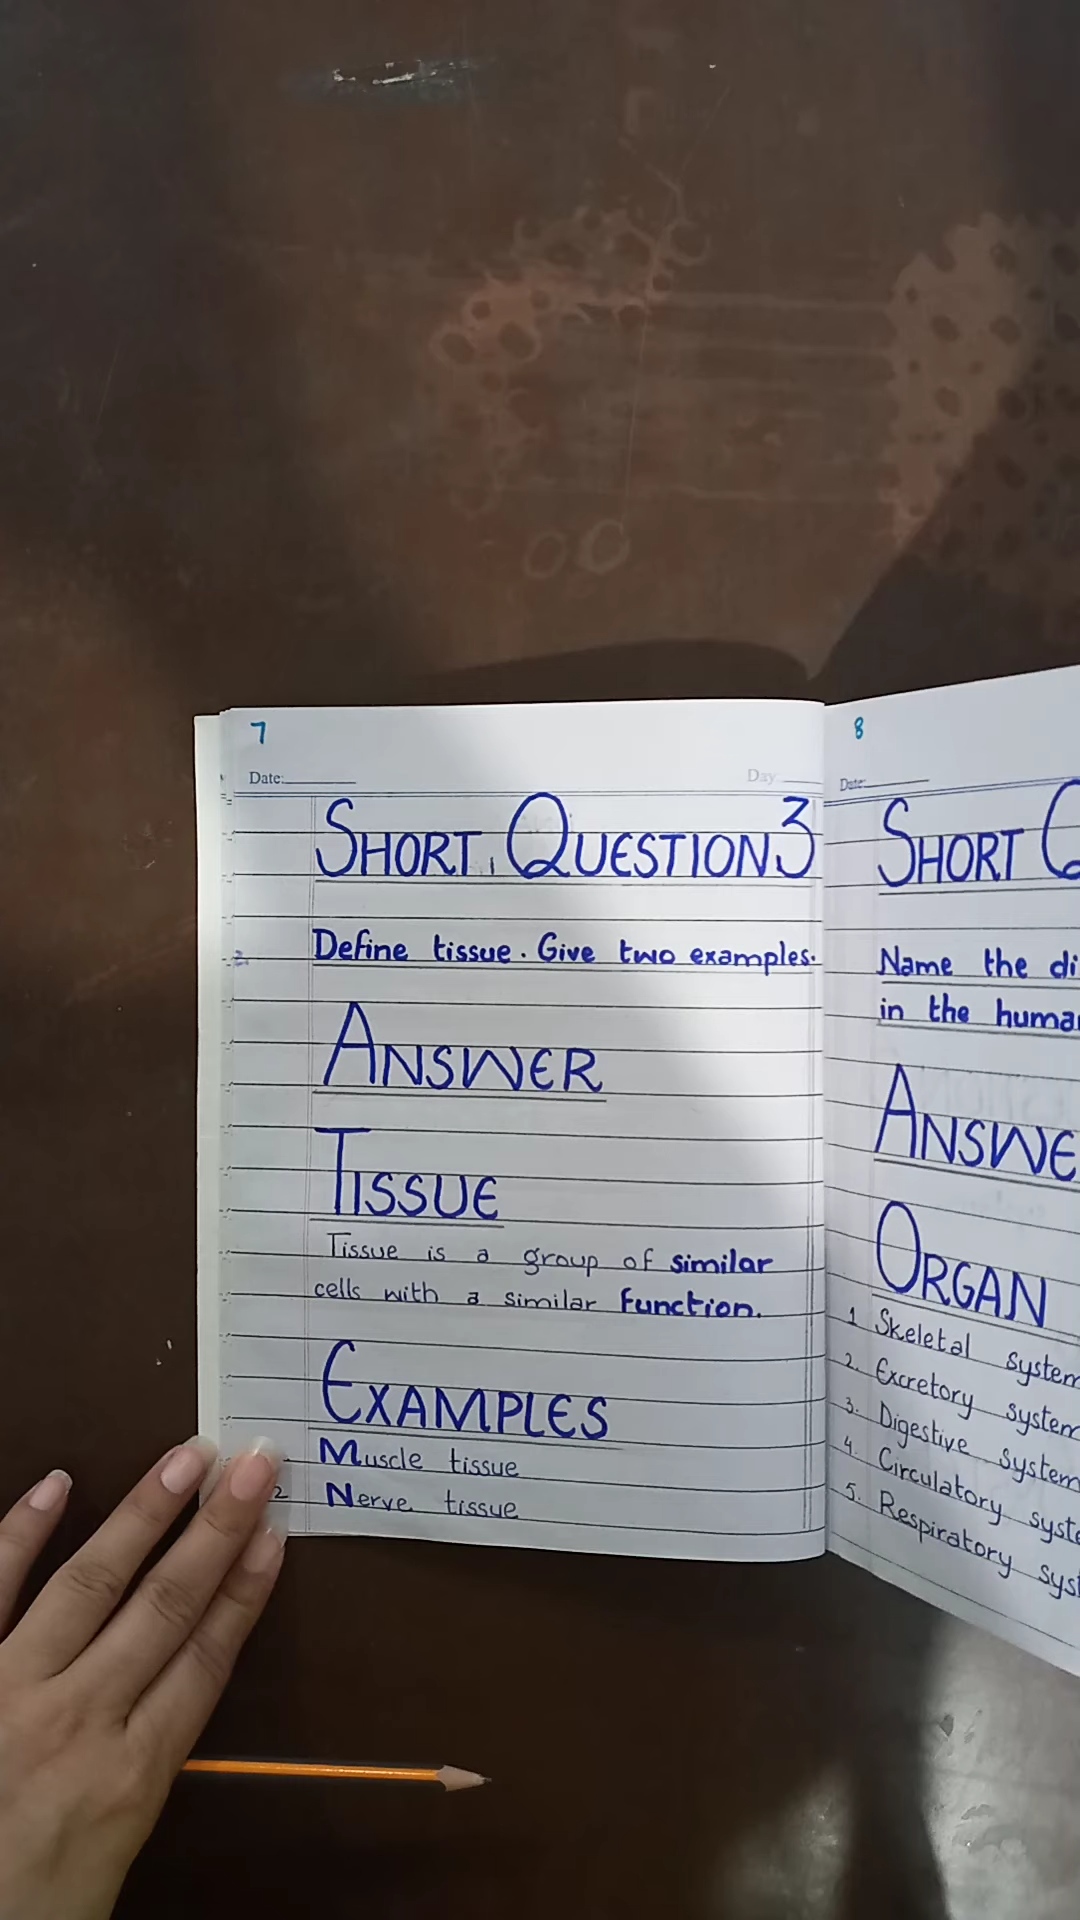 7
Date:
Day
SHORT QUESTION 3
Define tissue. Give two examples.
ANSWER
TISSUE
Tissue is a group of similar
cells with a similar function.
EXAMPLES
Muscle tissue
2 Nerve tissue
8
Date:
SHORT
Name the
in the
ORGAN
1 Skeletal system
2. Excretory system
3. Digestive system
4. Circulatory
5. Respiratory